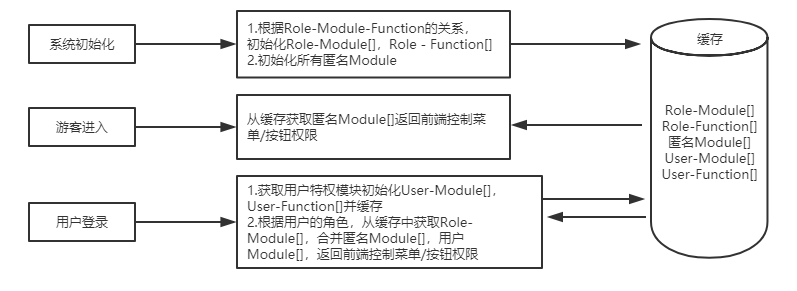 系统初始化
1.根据Role-Module-Function的关系，
初始化Role-Module[]，Role - Function[]
2.初始化所有匿名Module
缓存
游客进入
从缓存获取匿名Module[]返回前端控制菜
单/按钮权限
Role-Module[]
Role-Function[]
匿名Module[]
User-Module[]
User-Function[]
用户登录
1.获取用户特权模块初始化User-Module[]，
User-Function[]并缓存
2.根据用户的角色，从缓存中获取Role-
Module[]，合并匿名Module[]，用户
Module[]，返回前端控制菜单/按钮权限